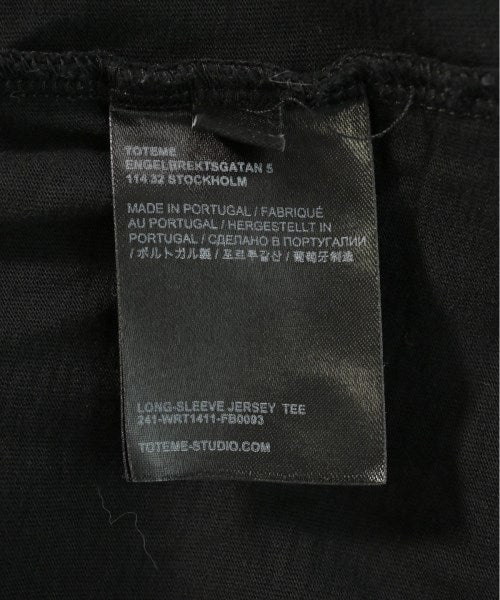 TOTEME
ENGELBREKTSGATAN 5
114 32 STOCKHOLM
MADE IN PORTUGAL / FABRIQUÉ
AU PORTUGAL / HERGESTELLT IN
PORTUGAL / СДЕЛАНО В ПОРТУГАЛИИ
/ ポルトガル製 / 포르투갈산 / 葡萄牙制造
LONG-SLEEVE JERSEY TEE
241-WRT1411-FB0093
TOTEME-STUDIO.COM